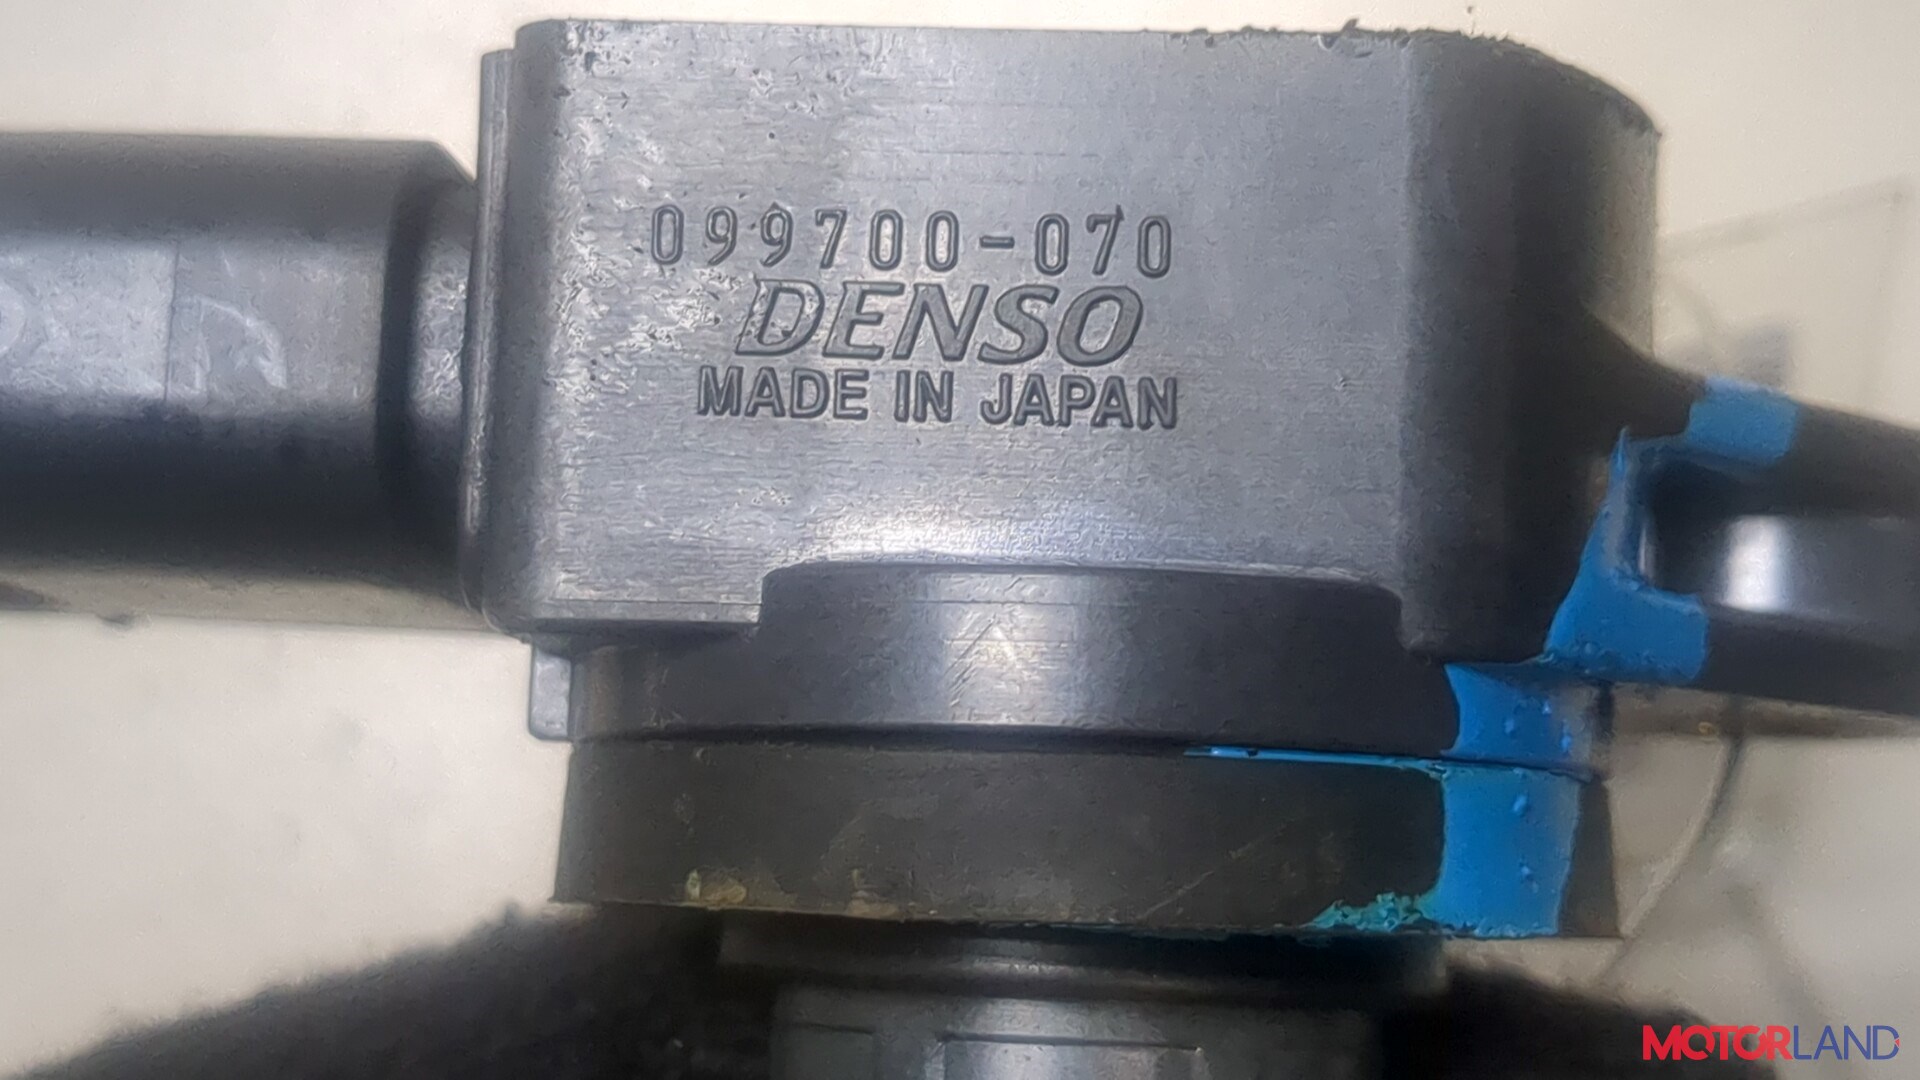 099700-070
DENSO
MADE IN JAPAN
MOTORLAND